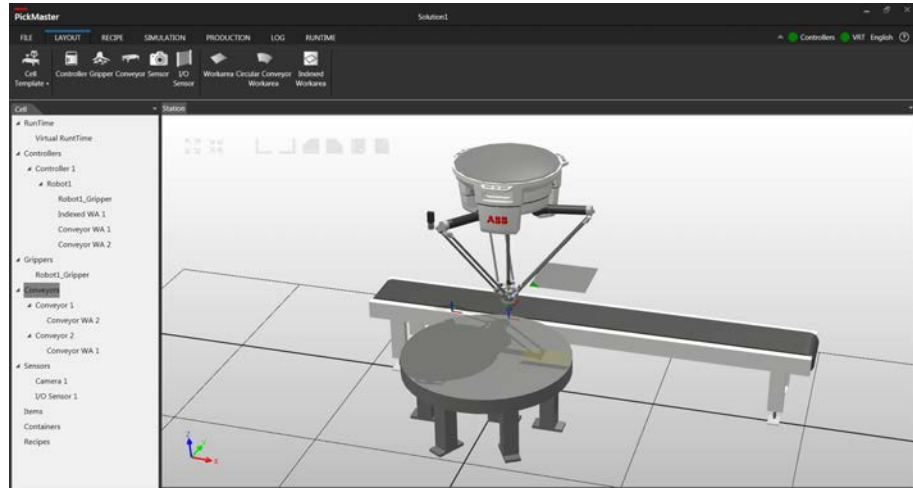 PickMaster
Solution1
FILE LAYOUT RECIPE SIMULATION PRODUCTION LOG RUNTIME
Controllers VRT English
Cell Template
Controller
Gripper
Conveyor
Sensor
I/O Sensor
Workarea
Circular Conveyor Workarea
Indexed Workarea
Cell
Station
RunTime
Virtual RuntTime
Controllers
Controller 1
Robot1
Robot1_Gripper
Indexed WA 1
Conveyor WA 1
Conveyor WA 2
Grippers
Robot1_Gripper
Conveyors
Conveyor 1
Conveyor WA 2
Conveyor 2
Conveyor WA 1
Sensors
Camera 1
I/O Sensor 1
Items
Containers
Recipes
ABB
Z
Y
X